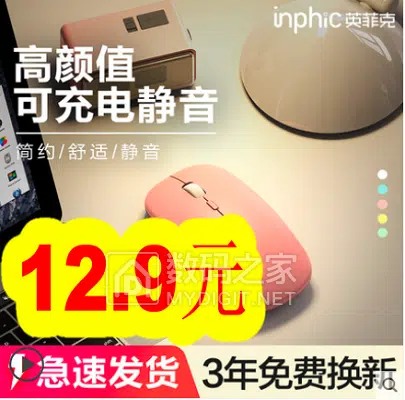 inphic英菲克
高颜值
可充电静音
简约/舒适/静音
12.9元
数码之家
MYDIGIT.NET
急速发货
3年免费换新